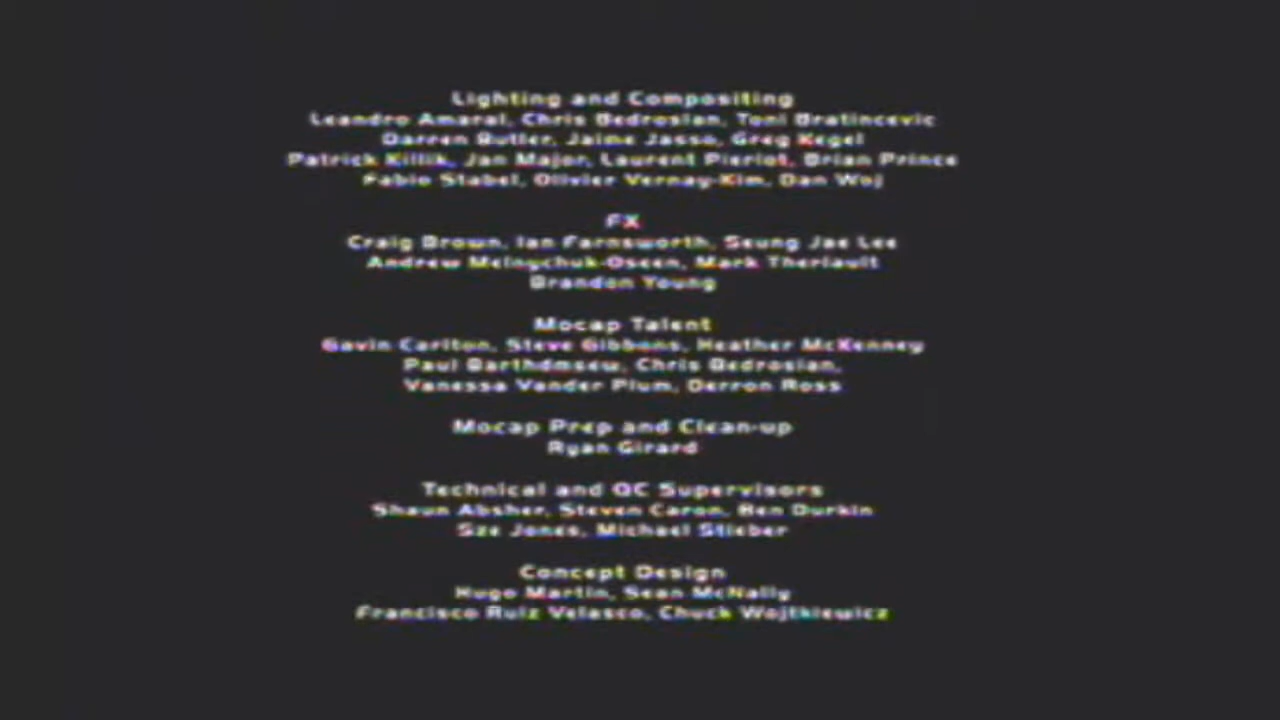 Lighting and Compositing
Leandro Amaral, Chris Bedrosian, Toni Bratincevic
Darren Butler, Jaime Jasso, Greg Kegel
Patrick Killik, Jan Major, Laurent Pierlot, Brian Prince
Fabio Stabel, Olivier Vernay-Kim, Dan Woj
FX
Craig Brown, Ian Farnsworth, Seung Jae Lee
Andrew Melnychuk-Oseen, Mark Theriault
Brandon Young
Mocap Talent
Gavin Carlton, Steve Gibbons, Heather McKenney
Paul Chris Bedrosian,
Vanessa Vander Plum, Derron Ross
Mocap Prep and Clean-up
Ryan Girard
Technical and QC Supervisors
Shaun Absher, Steven Caron, Ben Durkin
Sze Jones, Michael Stieber
Concept Design
Hugo Martin, Sean McNally
Francisco Ruiz Velasco, Chuck Wojtkiewicz